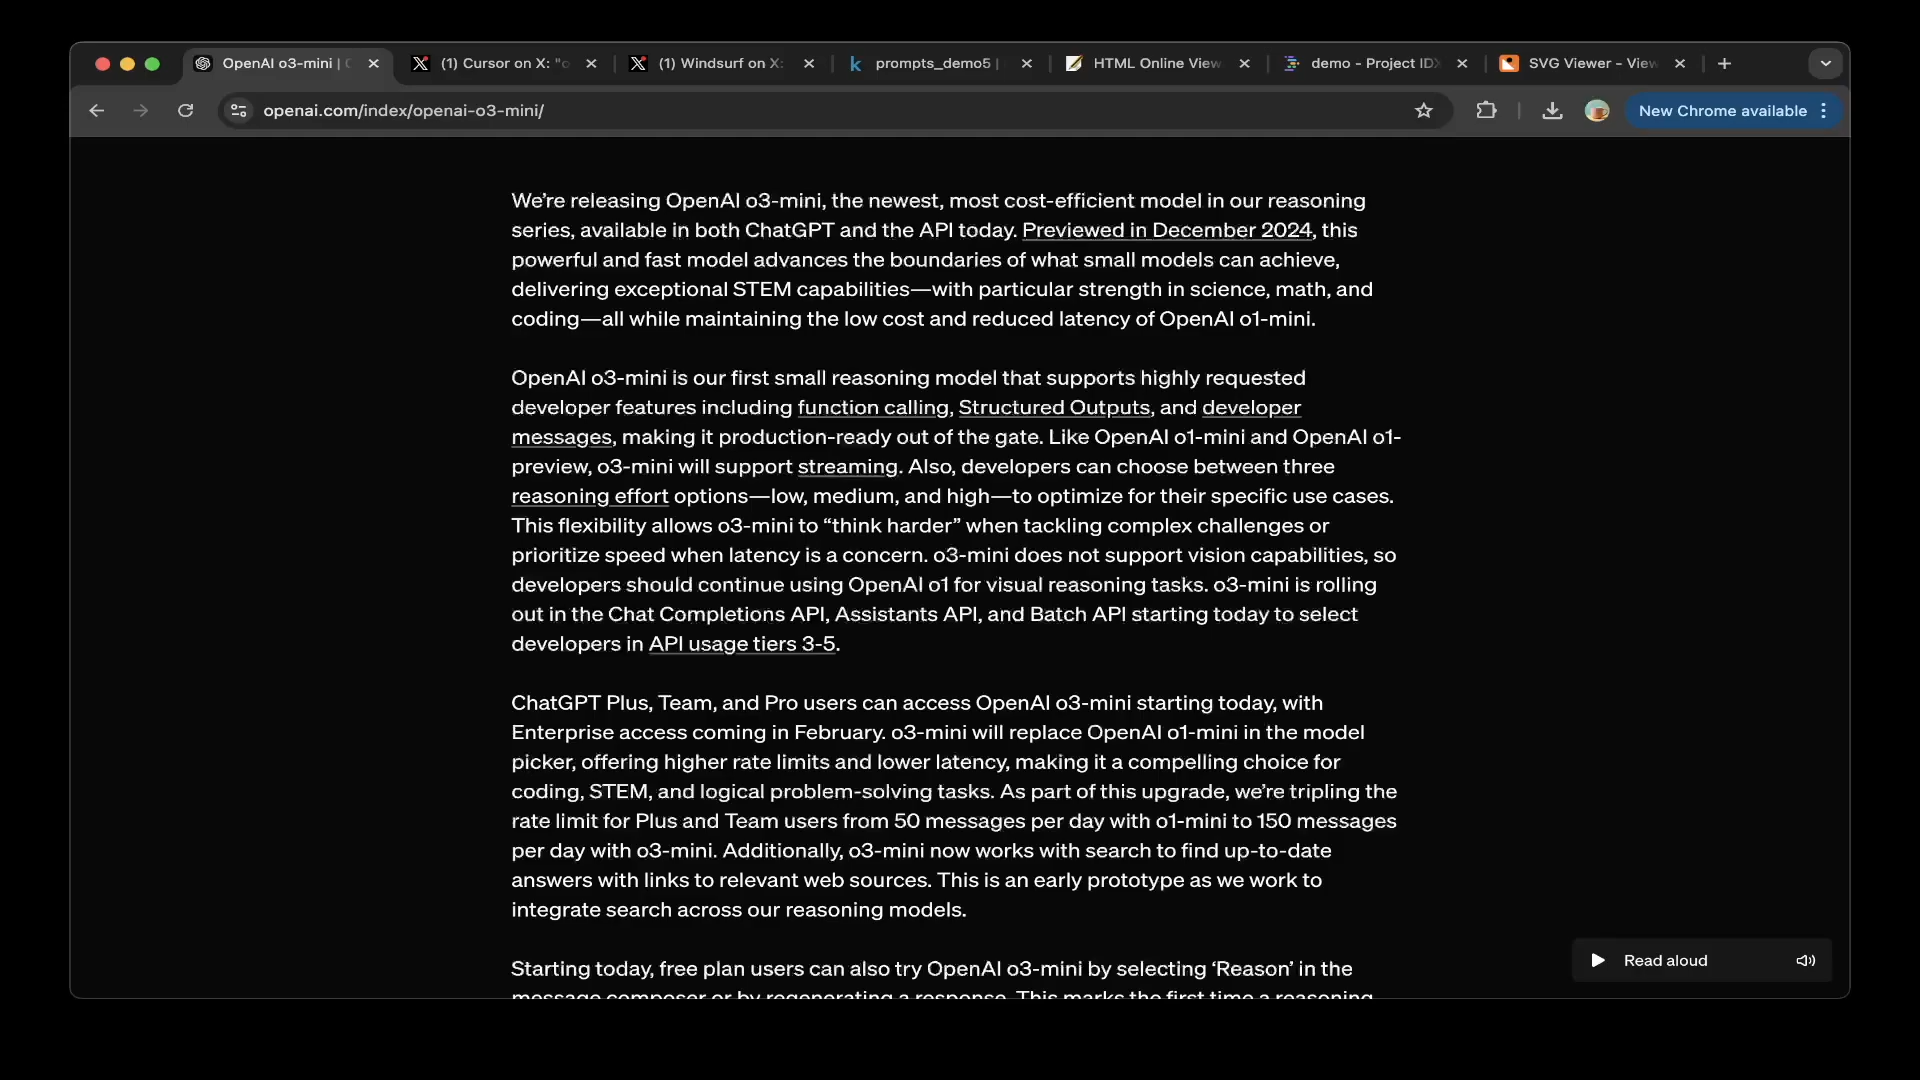 OpenAI o3-mini |
(1) Cursor on X: "o
(1) Windsurf on X:
prompts_demo5 |
HTML Online View
demo - Project IDX
SVG Viewer - View
openai.com/index/openai-o3-mini/
New Chrome available
We’re releasing OpenAI o3-mini, the newest, most cost-efficient model in our reasoning
series, available in both ChatGPT and the API today. Previewed in December 2024, this
powerful and fast model advances the boundaries of what small models can achieve,
delivering exceptional STEM capabilities—with particular strength in science, math, and
coding—all while maintaining the low cost and reduced latency of OpenAI o1-mini.
OpenAI o3-mini is our first small reasoning model that supports highly requested
developer features including function calling, Structured Outputs, and developer
messages, making it production-ready out of the gate. Like OpenAI o1-mini and OpenAI o1-
preview, o3-mini will support streaming. Also, developers can choose between three
reasoning effort options—low, medium, and high—to optimize for their specific use cases.
This flexibility allows o3-mini to “think harder” when tackling complex challenges or
prioritize speed when latency is a concern. o3-mini does not support vision capabilities, so
developers should continue using OpenAI o1 for visual reasoning tasks. o3-mini is rolling
out in the Chat Completions API, Assistants API, and Batch API starting today to select
developers in API usage tiers 3-5.
ChatGPT Plus, Team, and Pro users can access OpenAI o3-mini starting today, with
Enterprise access coming in February. o3-mini will replace OpenAI o1-mini in the model
picker, offering higher rate limits and lower latency, making it a compelling choice for
coding, STEM, and logical problem-solving tasks. As part of this upgrade, we’re tripling the
rate limit for Plus and Team users from 50 messages per day with o1-mini to 150 messages
per day with o3-mini. Additionally, o3-mini now works with search to find up-to-date
answers with links to relevant web sources. This is an early prototype as we work to
integrate search across our reasoning models.
Starting today, free plan users can also try OpenAI o3-mini by selecting ‘Reason’ in the
message composer or by regenerating a response. This marks the first time a reasoning
Read aloud